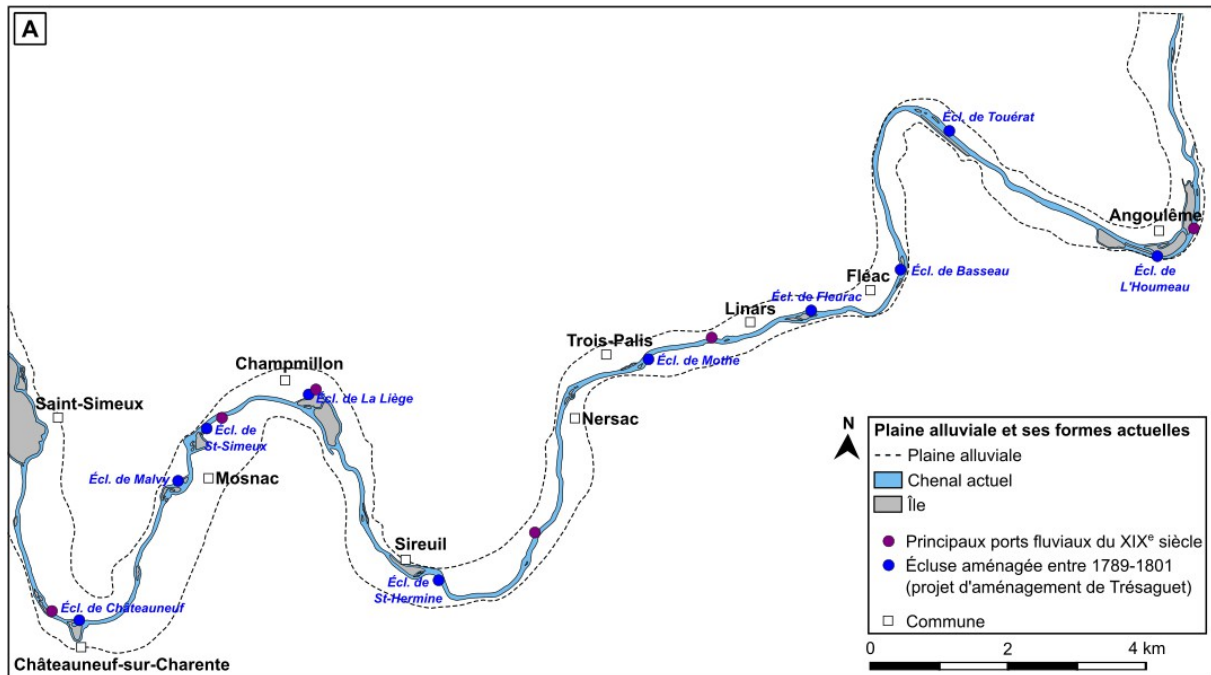 A
Écl. de Touérat
Angoulême
Écl. de
L'Houmeau
Écl. de Basseau
Fléac
Écl. de Fleurac
Linars
Trois-Palis
Écl. de Mothe
Champmillon
Écl. de La Liège
Saint-Simeux
Écl. de
St-Simeux
Nersac
Écl. de Malvy
Mosnac
Sireuil
Écl. de
St-Hermine
Écl. de Châteauneuf
Châteauneuf-sur-Charente
N
Plaine alluviale et ses formes actuelles
Plaine alluviale
Chenal actuel
Île
Principaux ports fluviaux du XIXe siècle
Écluse aménagée entre 1789-1801
(projet d'aménagement de Trésaguet)
Commune
0 2 4 km